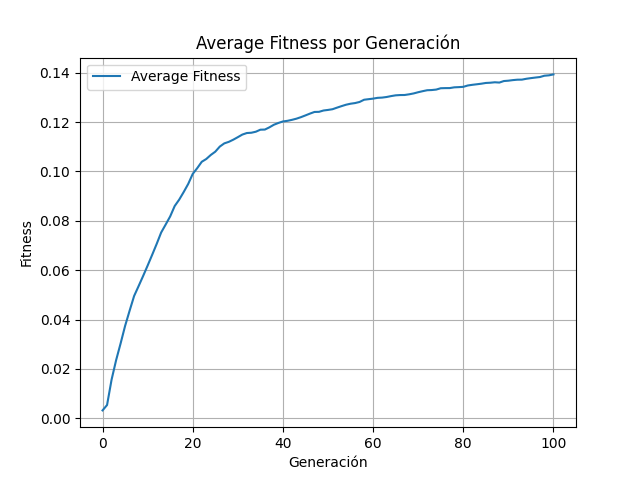 Average Fitness por Generación
Average Fitness
Fitness
0.14
0.12
0.10
0.08
0.06
0.04
0.02
0.00
0 20 40 60 80 100
Generación